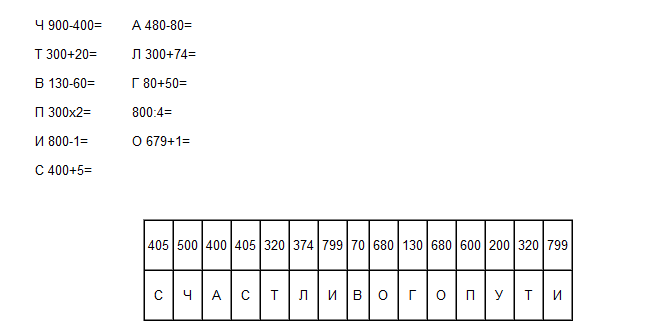 Ч 900-400= А 480-80=
Т 300+20= Л 300+74=
В 130-60= Г 80+50=
П 300х2= 800:4=
И 800-1= О 679+1=
С 400+5=
405 500 400 405 320 374 799 70 680 130 680 600 200 320 799
С Ч А С Т Л И В О Г О П У Т И